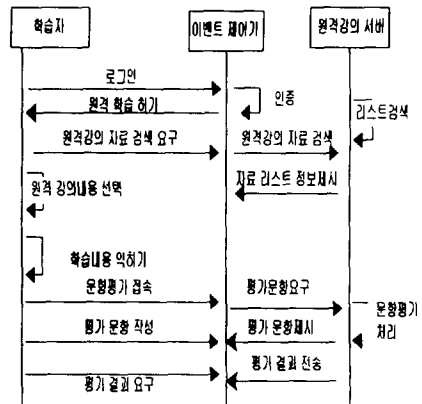 학습자
이벤트 제어기
원격강의 서버
로그인
인증
원격 학습 허가
리스트검색
원격강의 자료 검색 요구
원격강의 자료 검색
원격 강의내용 선택
자료 리스트 정보제시
학습내용 익히기
문항평가 접속
평가문항요구
문항평가
처리
평가 문항 작성
평가 문항제시
평가 결과 전송
평가 결과 요구